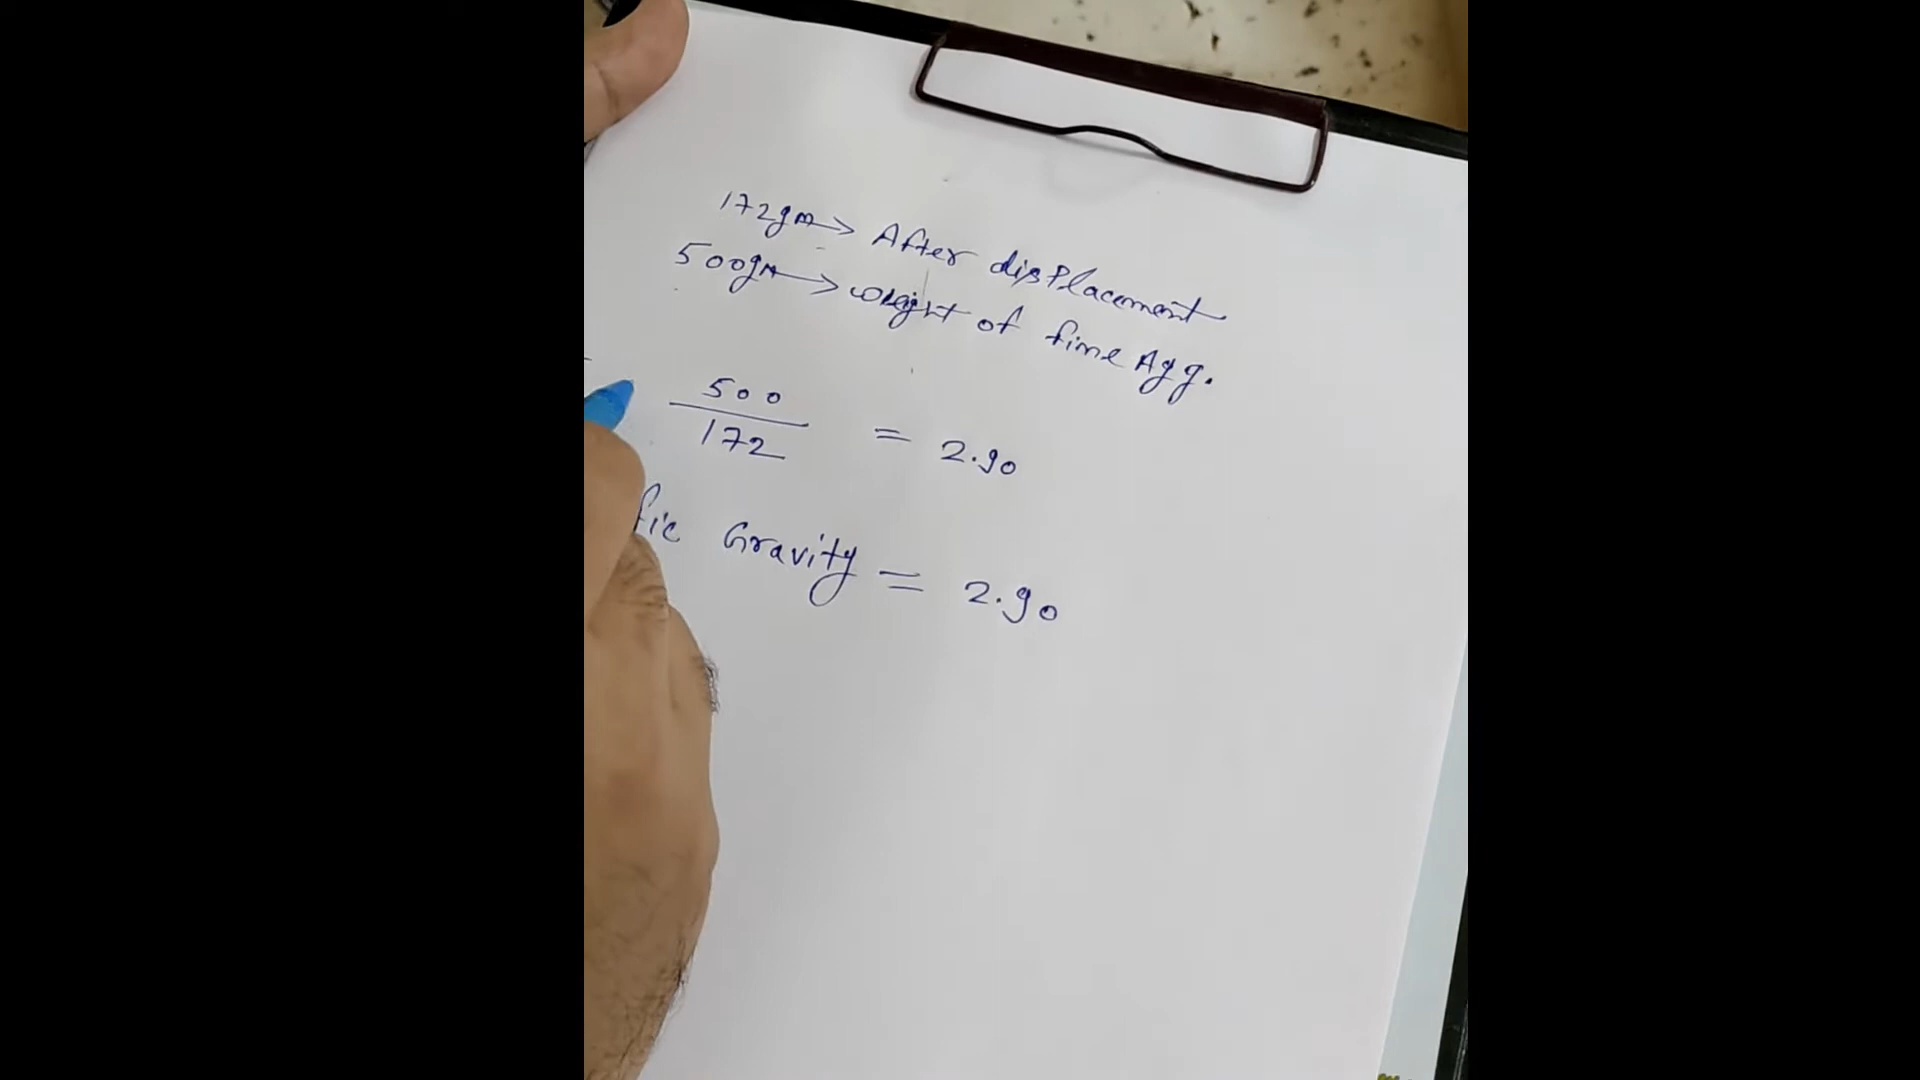 172gm → After displacement
500gm → weight of fine Agg.
500
172
= 2.90
fic Gravity = 2.90